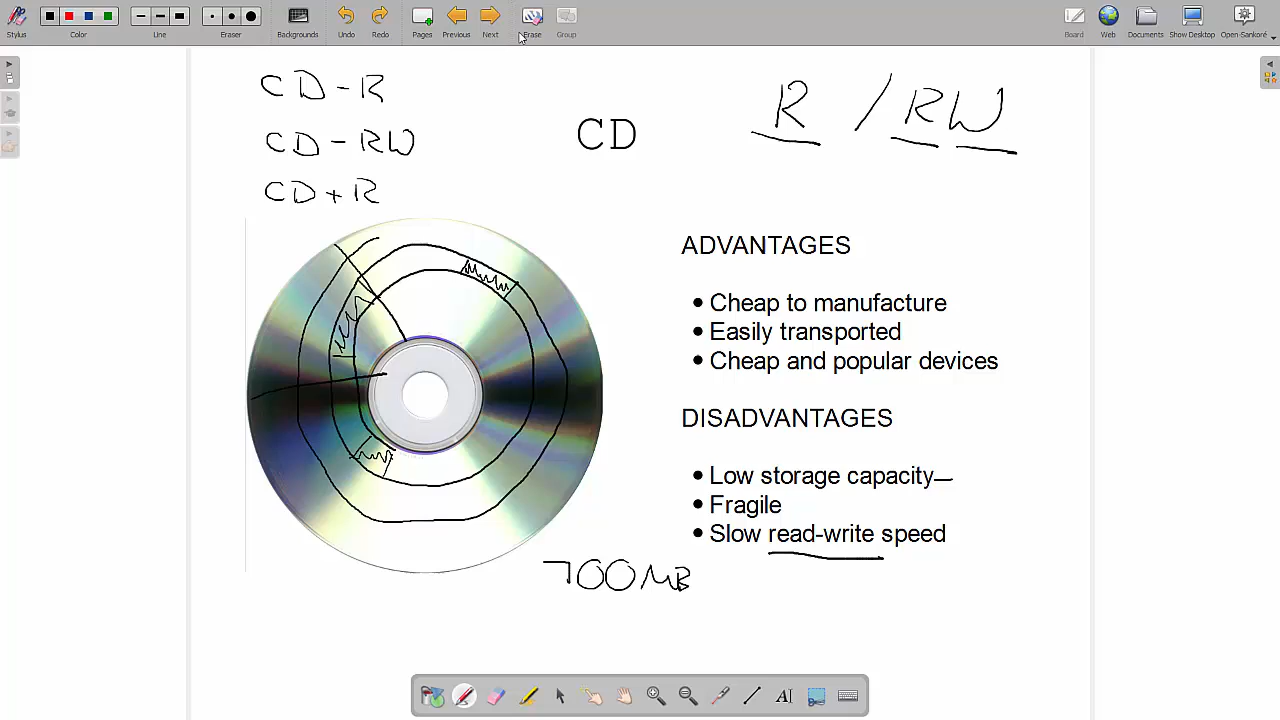 Stylus Color Line Eraser Backgrounds Undo Redo Pages Previous Next Erase Group Board Web Documents Show Desktop Open-Sankoré
CD-R
CD-RW
CD+R
CD
R / RW
ADVANTAGES
• Cheap to manufacture
• Easily transported
• Cheap and popular devices
DISADVANTAGES
• Low storage capacity
• Fragile
• Slow read-write speed
700MB